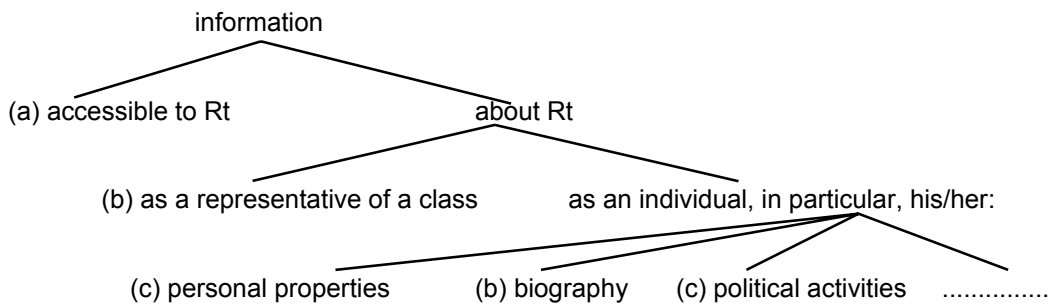 information
(a) accessible to Rt about Rt
(b) as a representative of a class as an individual, in particular, his/her:
(c) personal properties (b) biography (c) political activities ...............